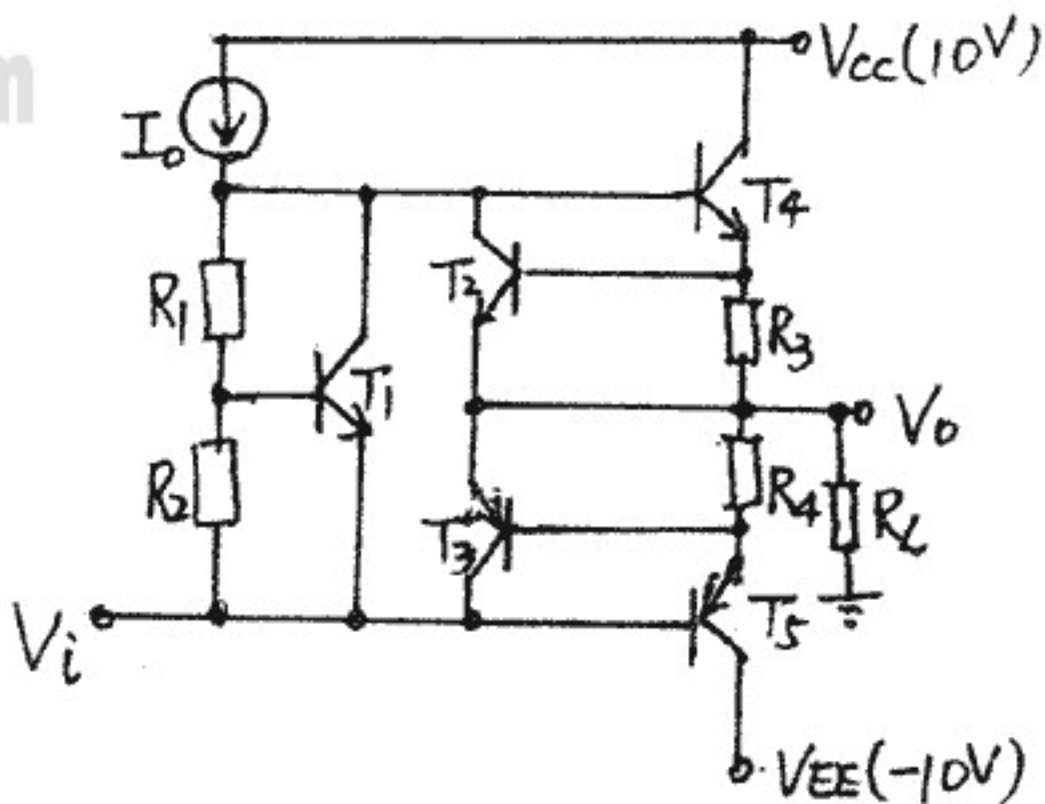 m
Vcc(10V)
I₀
T4
T2
R1
R3
T1
Vo
R2
R4
RL
T3
Vi
T5
VEE(-10V)